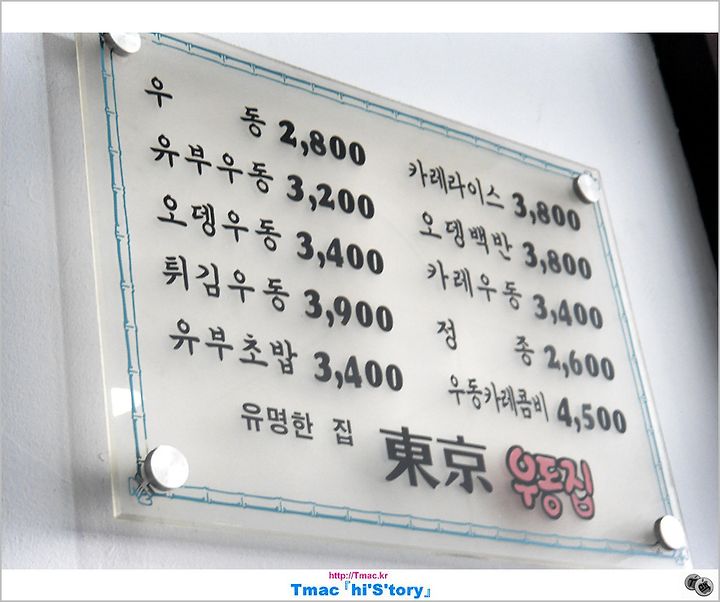 우 동 2,800
유부우동 3,200
오뎅우동 3,400
튀김우동 3,900
유부초밥 3,400
카레라이스 3,800
오뎅백반 3,800
카레우동 3,400
정 종 2,600
우동카레콤비 4,500
유명한 집 東京 우동집
http://Tmac.kr
Tmac『hi'S'tory』